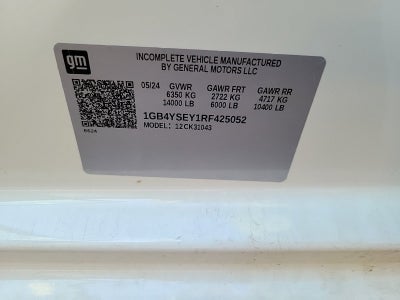 gm
INCOMPLETE VEHICLE MANUFACTURED
BY GENERAL MOTORS LLC
05/24 GVWR GAWR FRT GAWR RR
6350 KG 2722 KG 4717 KG
14000 LB 6000 LB 10400 LB
1GB4YSEY1RF425052
MODEL: 12CK31043
6624